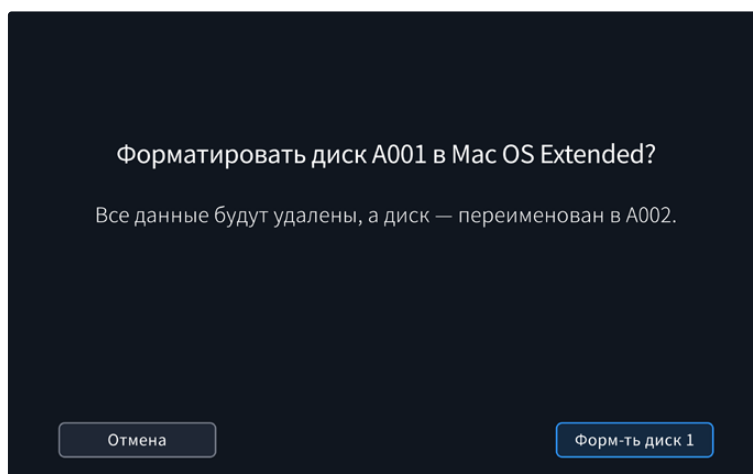 Форматировать диск A001 в Mac OS Extended?
Все данные будут удалены, а диск — переименован в A002.
Отмена
Форм-ть диск 1